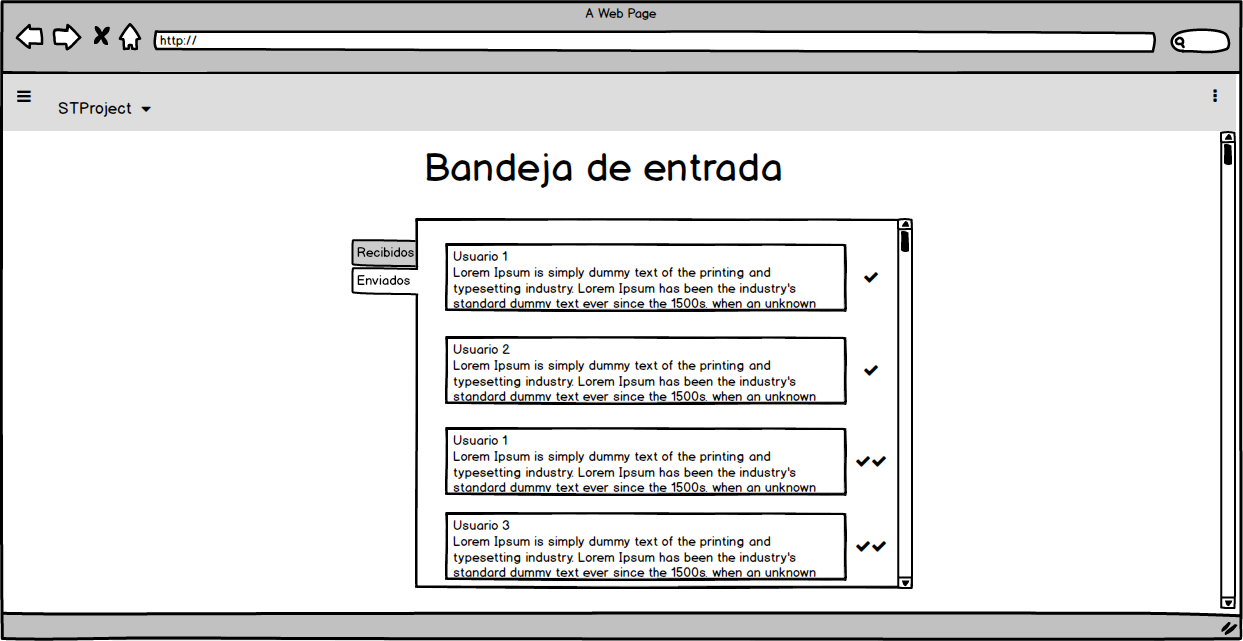 A Web Page
http://
STProject
Bandeja de entrada
Recibidos
Enviados
Usuario 1
Lorem Ipsum is simply dummy text of the printing and
typesetting industry. Lorem Ipsum has been the industry's
standard dummy text ever since the 1500s, when an unknown
Usuario 2
Lorem Ipsum is simply dummy text of the printing and
typesetting industry. Lorem Ipsum has been the industry's
standard dummy text ever since the 1500s, when an unknown
Usuario 1
Lorem Ipsum is simply dummy text of the printing and
typesetting industry. Lorem Ipsum has been the industry's
standard dummy text ever since the 1500s, when an unknown
Usuario 3
Lorem Ipsum is simply dummy text of the printing and
typesetting industry. Lorem Ipsum has been the industry's
standard dummy text ever since the 1500s, when an unknown